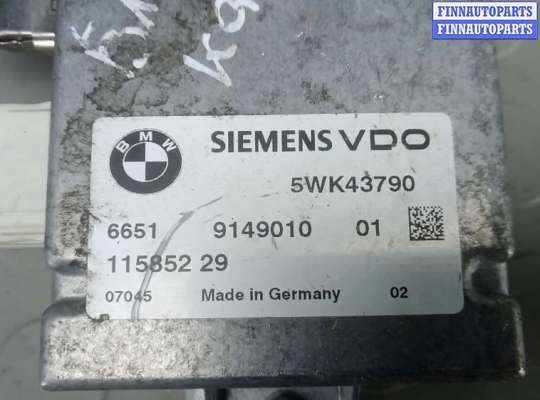 FINNAUTOPARTS
FINNAUTOPARTS
BMW
SIEMENS VDO
5WK43790
6651 9149010 01
115852 29
07045 Made in Germany 02